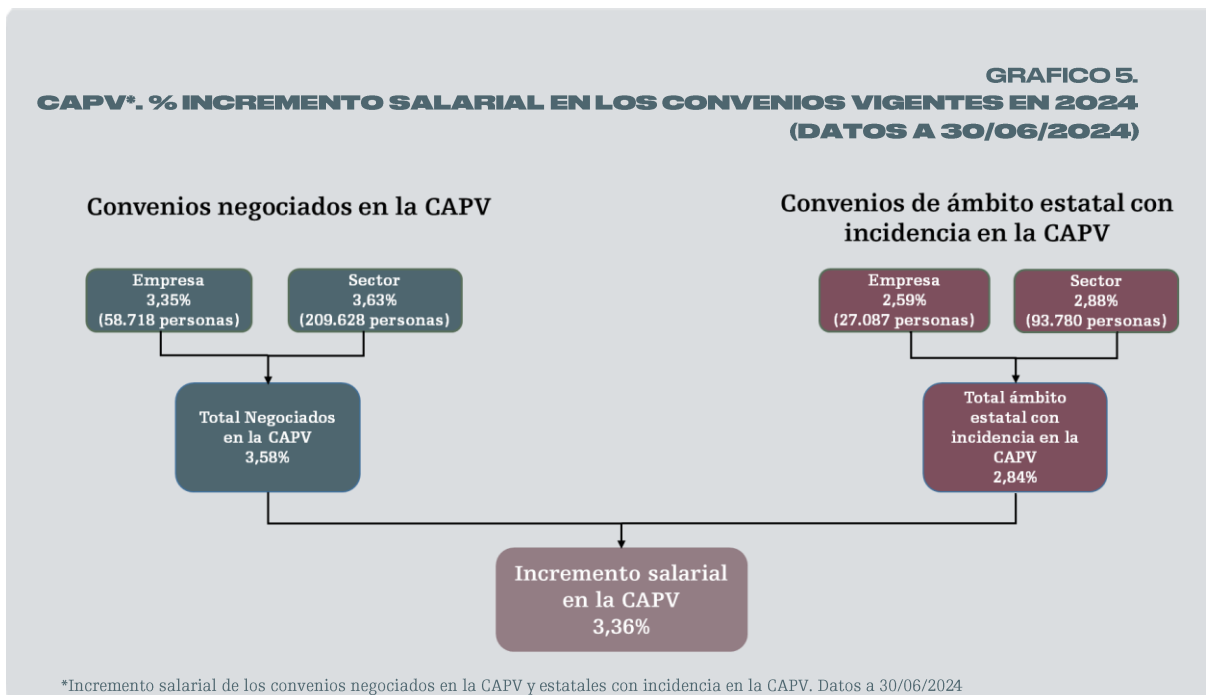 GRAFICO 5.
CAPV*. % INCREMENTO SALARIAL EN LOS CONVENIOS VIGENTES EN 2024
(DATOS A 30/06/2024)
Convenios negociados en la CAPV
Empresa
3,35%
(58.718 personas)
Sector
3,63%
(209.628 personas)
Total Negociados
en la CAPV
3,58%
Convenios de ámbito estatal con
incidencia en la CAPV
Empresa
2,59%
(27.087 personas)
Sector
2,88%
(93.780 personas)
Total ámbito
estatal con
incidencia en la
CAPV
2,84%
Incremento salarial
en la CAPV
3,36%
*Incremento salarial de los convenios negociados en la CAPV y estatales con incidencia en la CAPV. Datos a 30/06/2024